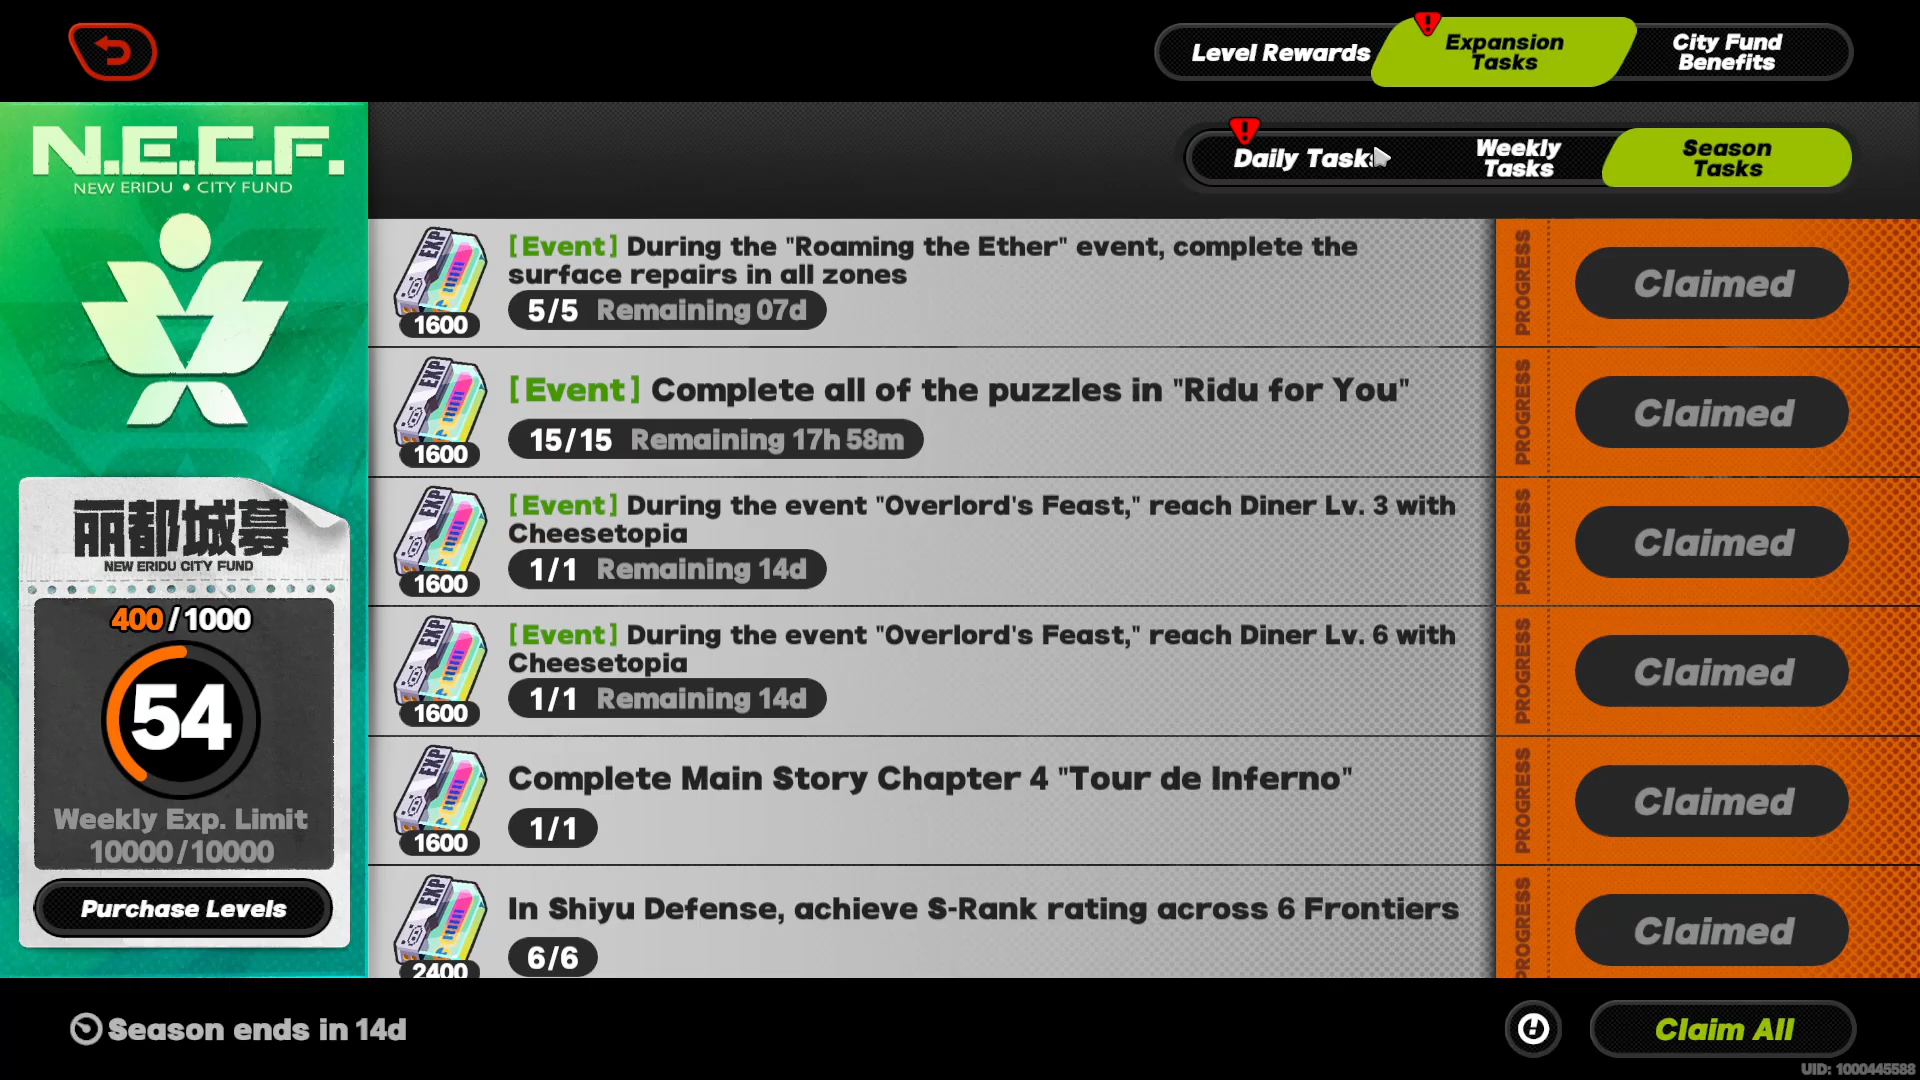 Level Rewards
Expansion
Tasks
City Fund
Benefits
N.E.C.F.
NEW ERIDU • CITY FUND
Daily Tasks
Weekly
Tasks
Season
Tasks
EXP
1600
[Event] During the "Roaming the Ether" event, complete the
surface repairs in all zones
5/5 Remaining 07d
PROGRESS
Claimed
EXP
1600
[Event] Complete all of the puzzles in "Ridu for You"
15/15 Remaining 17h 58m
PROGRESS
Claimed
EXP
1600
[Event] During the event "Overlord's Feast," reach Diner Lv. 3 with
Cheesetopia
1/1 Remaining 14d
PROGRESS
Claimed
EXP
1600
[Event] During the event "Overlord's Feast," reach Diner Lv. 6 with
Cheesetopia
1/1 Remaining 14d
PROGRESS
Claimed
EXP
1600
Complete Main Story Chapter 4 "Tour de Inferno"
1/1
PROGRESS
Claimed
EXP
2400
In Shiyu Defense, achieve S-Rank rating across 6 Frontiers
6/6
PROGRESS
Claimed
丽都城募
NEW ERIDU CITY FUND
400/1000
54
Weekly Exp. Limit
10000/10000
Purchase Levels
Season ends in 14d
Claim All
UID: 1000445588